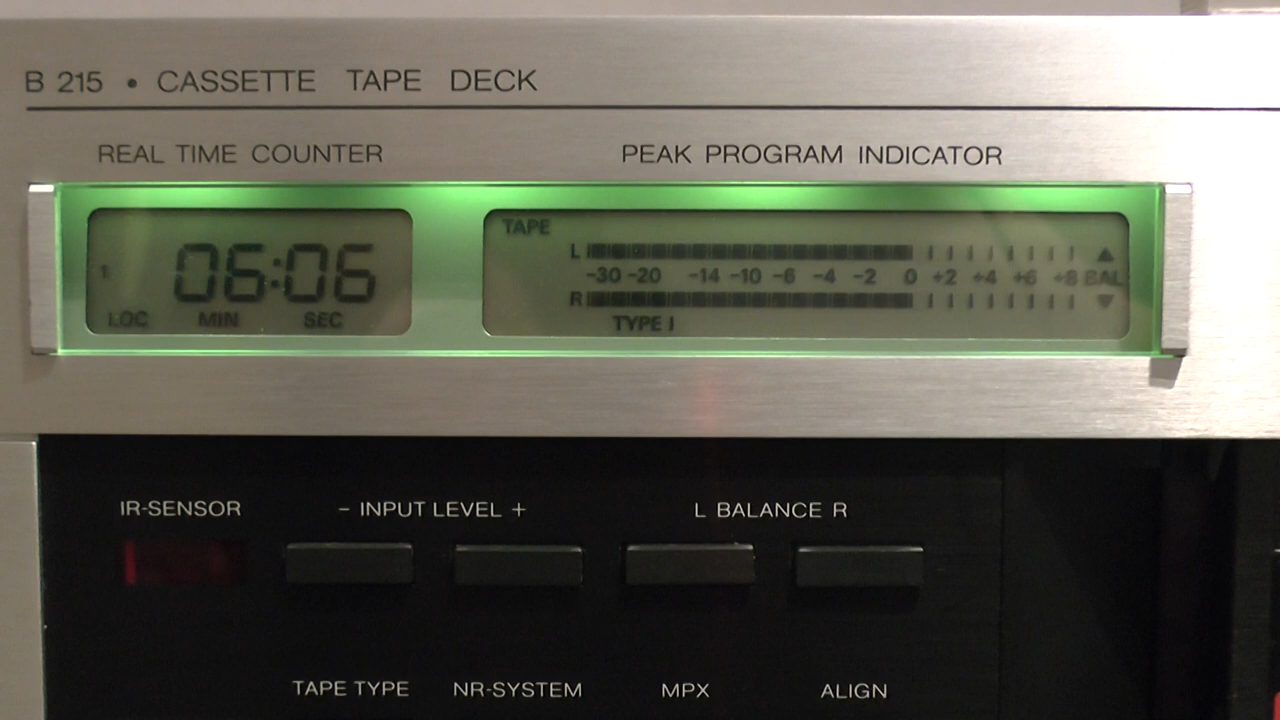 B 215 • CASSETTE TAPE DECK
REAL TIME COUNTER PEAK PROGRAM INDICATOR
TAPE
L
1 06:06
-30 -20 -14 -10 -6 -4 -2 0 +2 +4 +6 +8 BAL
R
LOC MIN SEC TYPE I
IR-SENSOR - INPUT LEVEL + L BALANCE R
TAPE TYPE NR-SYSTEM MPX ALIGN